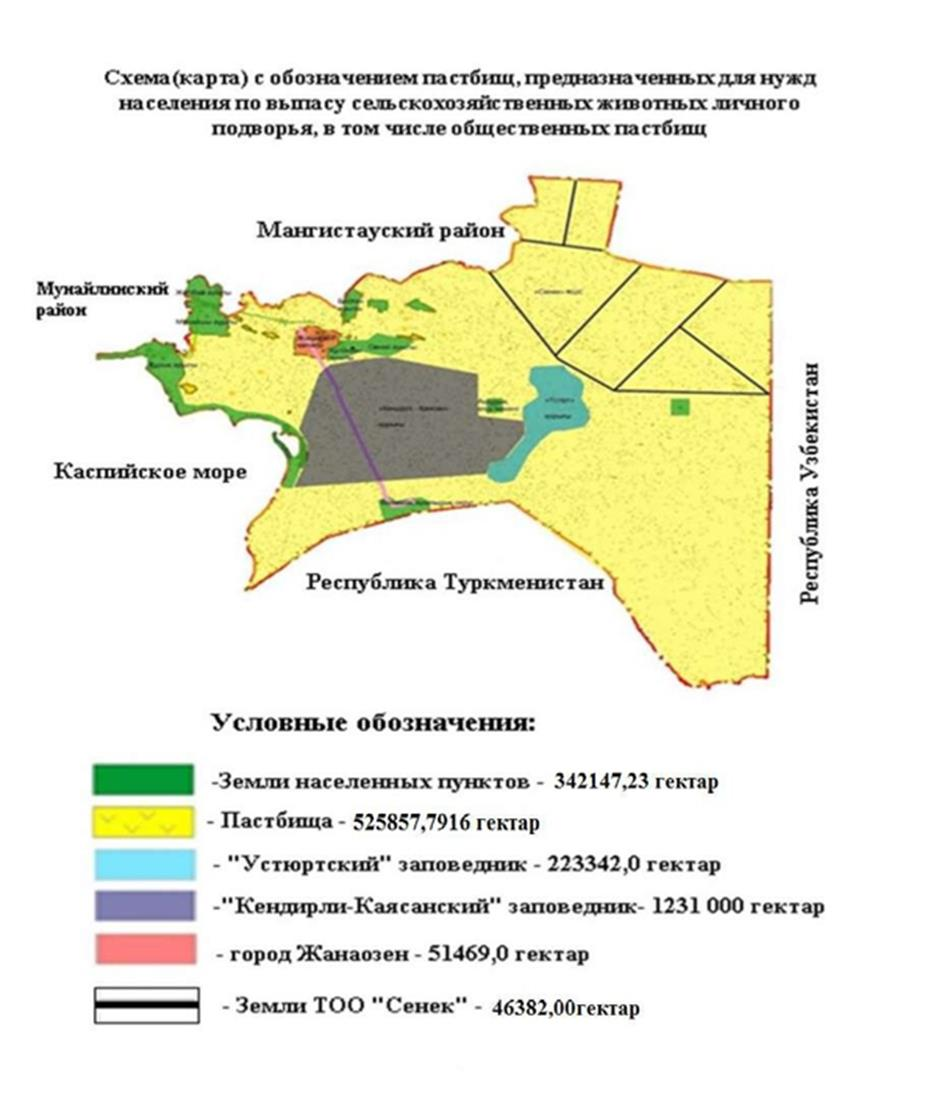 Схема(карта) с обозначением пастбищ, предназначенных для нужд
населения по выпасу сельскохозяйственных животных личного
подворья, в том числе общественных пастбищ
Мангистауский район
Мунайлинский
район
Каспийское море
Республика Узбекистан
Республика Туркменистан
Условные обозначения:
-Земли населенных пунктов - 342147,23 гектар
- Пастбища - 525857,7916 гектар
- "Устюртский" заповедник - 223342,0 гектар
-"Кендирли-Каясанский" заповедник- 1231 000 гектар
- город Жанаозен - 51469,0 гектар
- Земли ТОО "Сенек" - 46382,00гектар